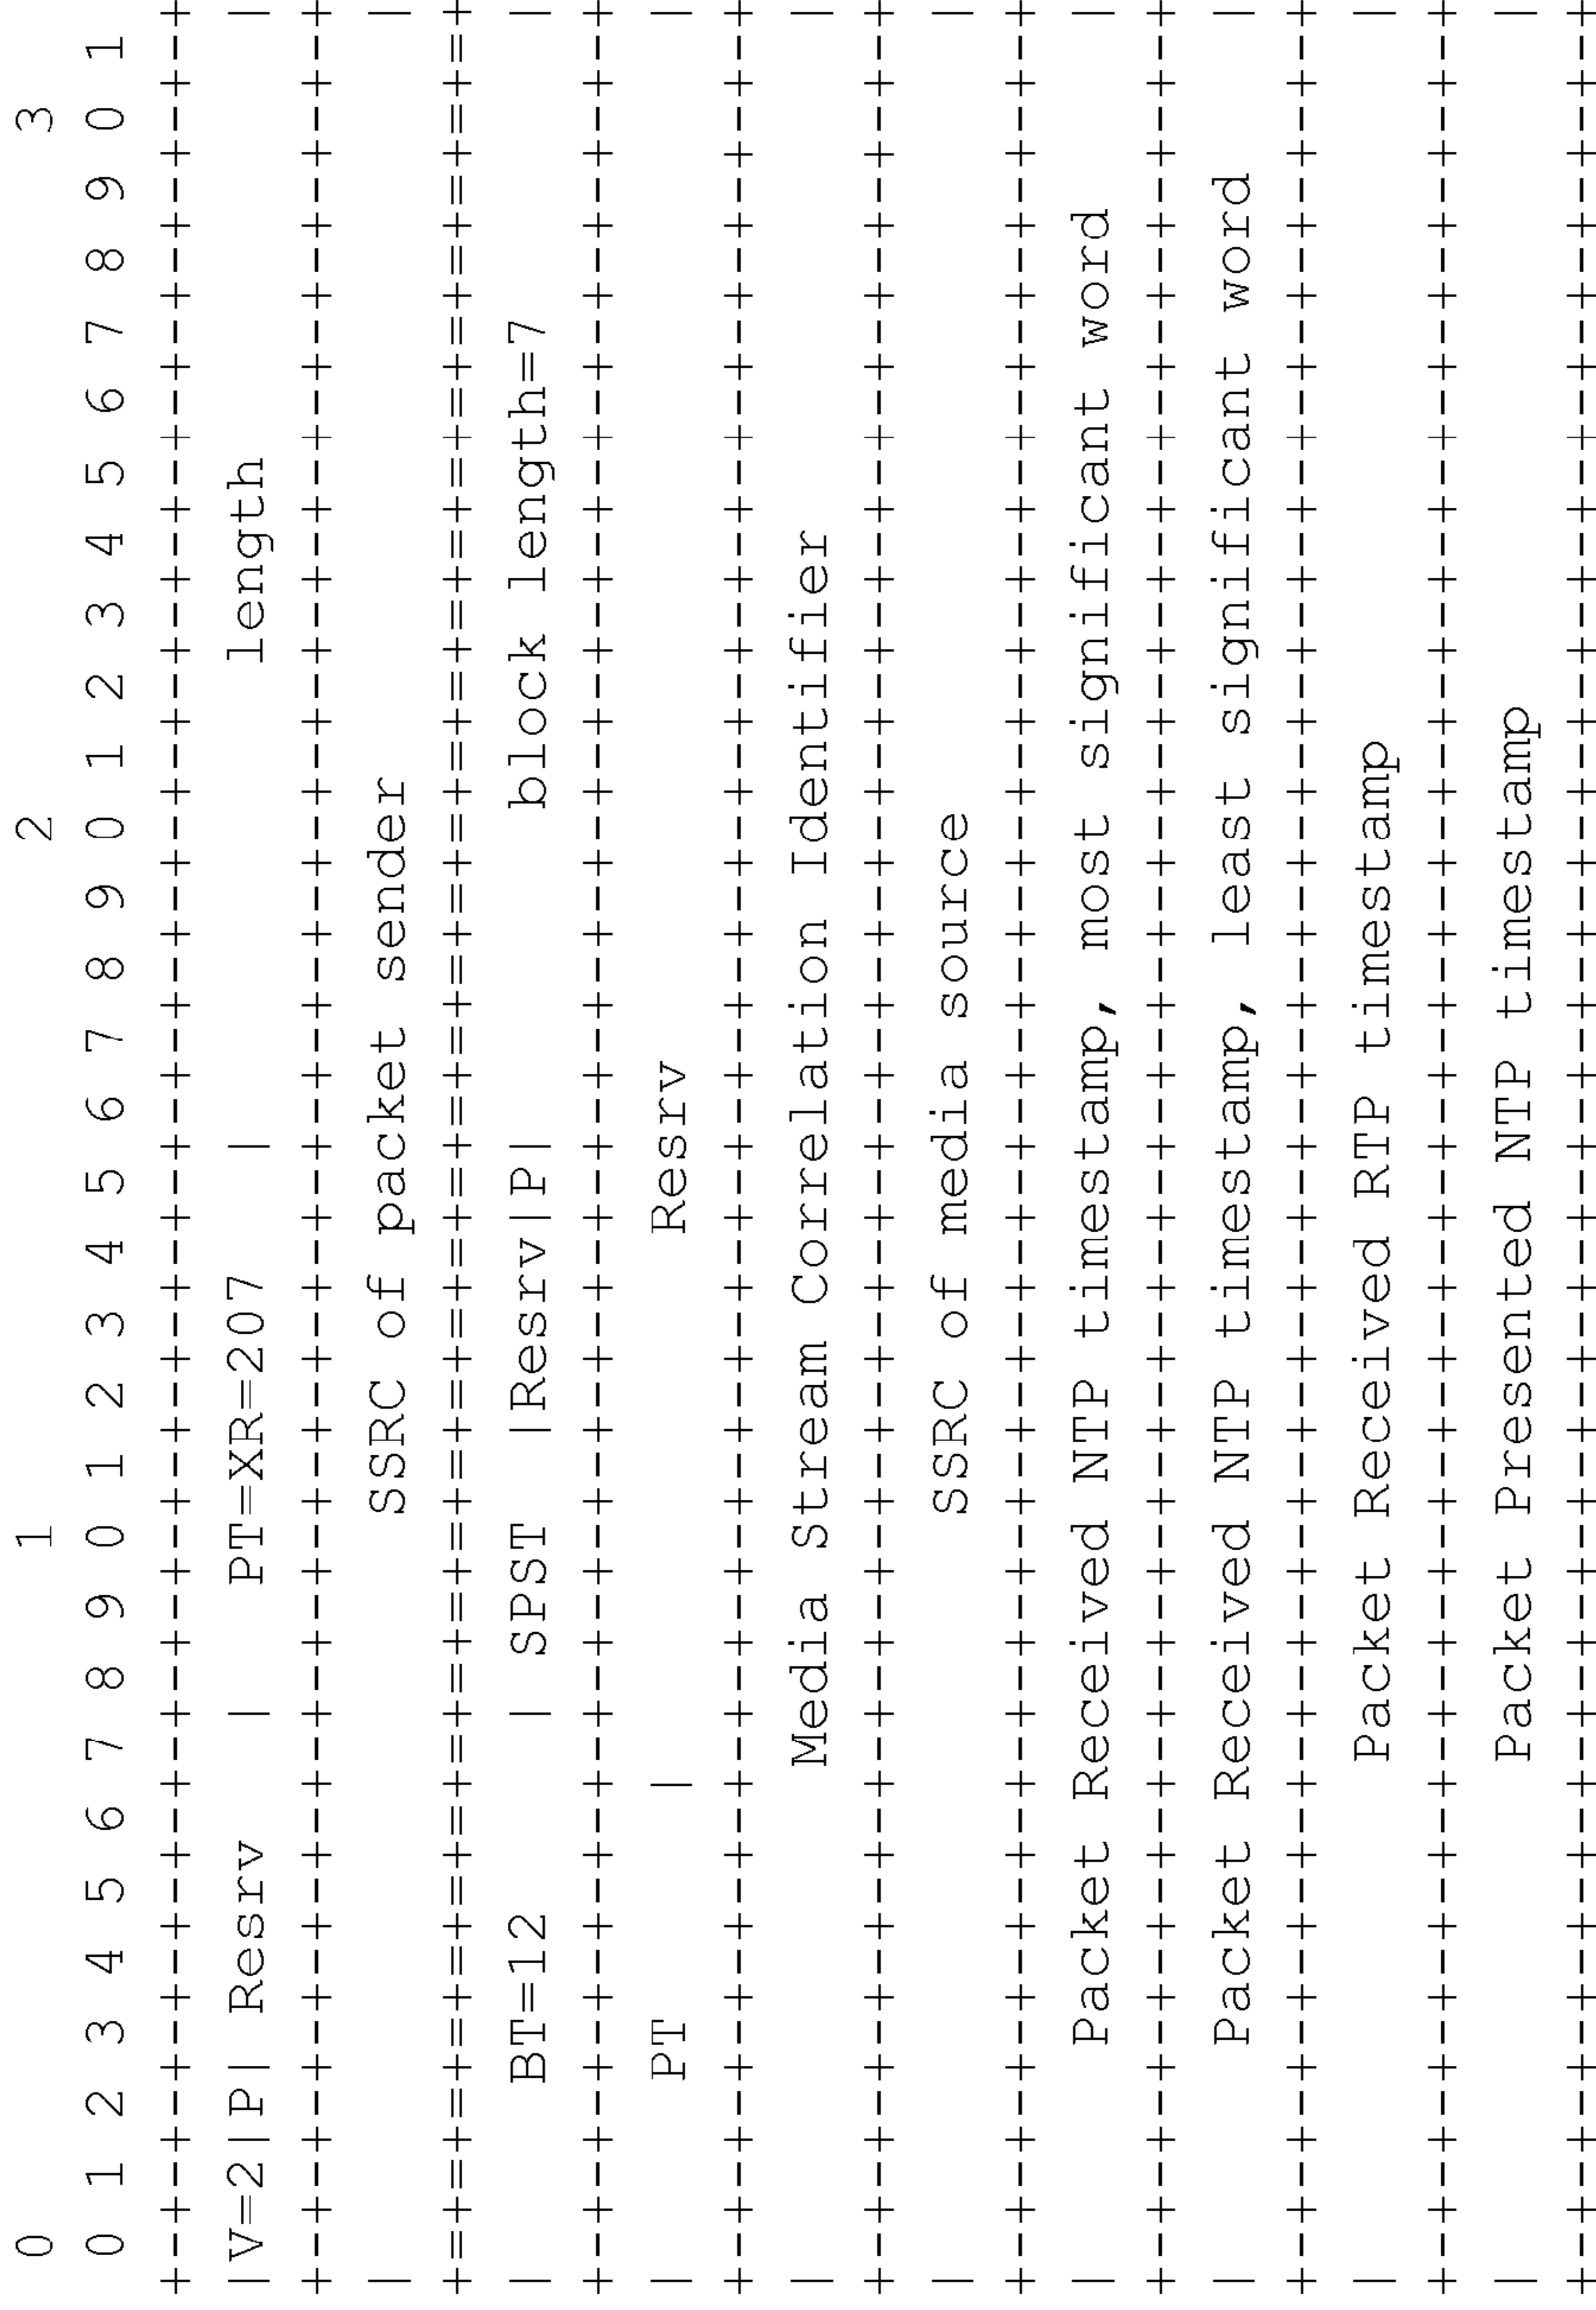 0                   1                   2                   3
 0 1 2 3 4 5 6 7 8 9 0 1 2 3 4 5 6 7 8 9 0 1 2 3 4 5 6 7 8 9 0 1
+-+-+-+-+-+-+-+-+-+-+-+-+-+-+-+-+-+-+-+-+-+-+-+-+-+-+-+-+-+-+-+-+
|V=2|P| Resrv   |   PT=XR=207   |             length            |
+-+-+-+-+-+-+-+-+-+-+-+-+-+-+-+-+-+-+-+-+-+-+-+-+-+-+-+-+-+-+-+-+
|                     SSRC of packet sender                     |
+=+=+=+=+=+=+=+=+=+=+=+=+=+=+=+=+=+=+=+=+=+=+=+=+=+=+=+=+=+=+=+=+
|     BT=12     | SPST  |Resrv|P|         block length=7        |
+-+-+-+-+-+-+-+-+-+-+-+-+-+-+-+-+-+-+-+-+-+-+-+-+-+-+-+-+-+-+-+-+
|     PT      |               Resrv                             |
+-+-+-+-+-+-+-+-+-+-+-+-+-+-+-+-+-+-+-+-+-+-+-+-+-+-+-+-+-+-+-+-+
|              Media Stream Correlation Identifier              |
+-+-+-+-+-+-+-+-+-+-+-+-+-+-+-+-+-+-+-+-+-+-+-+-+-+-+-+-+-+-+-+-+
|                     SSRC of media source                      |
+-+-+-+-+-+-+-+-+-+-+-+-+-+-+-+-+-+-+-+-+-+-+-+-+-+-+-+-+-+-+-+-+
|      Packet Received NTP timestamp, most significant word     |
+-+-+-+-+-+-+-+-+-+-+-+-+-+-+-+-+-+-+-+-+-+-+-+-+-+-+-+-+-+-+-+-+
|      Packet Received NTP timestamp, least significant word    |
+-+-+-+-+-+-+-+-+-+-+-+-+-+-+-+-+-+-+-+-+-+-+-+-+-+-+-+-+-+-+-+-+
|              Packet Received RTP timestamp                    |
+-+-+-+-+-+-+-+-+-+-+-+-+-+-+-+-+-+-+-+-+-+-+-+-+-+-+-+-+-+-+-+-+
|              Packet Presented NTP timestamp                   |
+-+-+-+-+-+-+-+-+-+-+-+-+-+-+-+-+-+-+-+-+-+-+-+-+-+-+-+-+-+-+-+-+